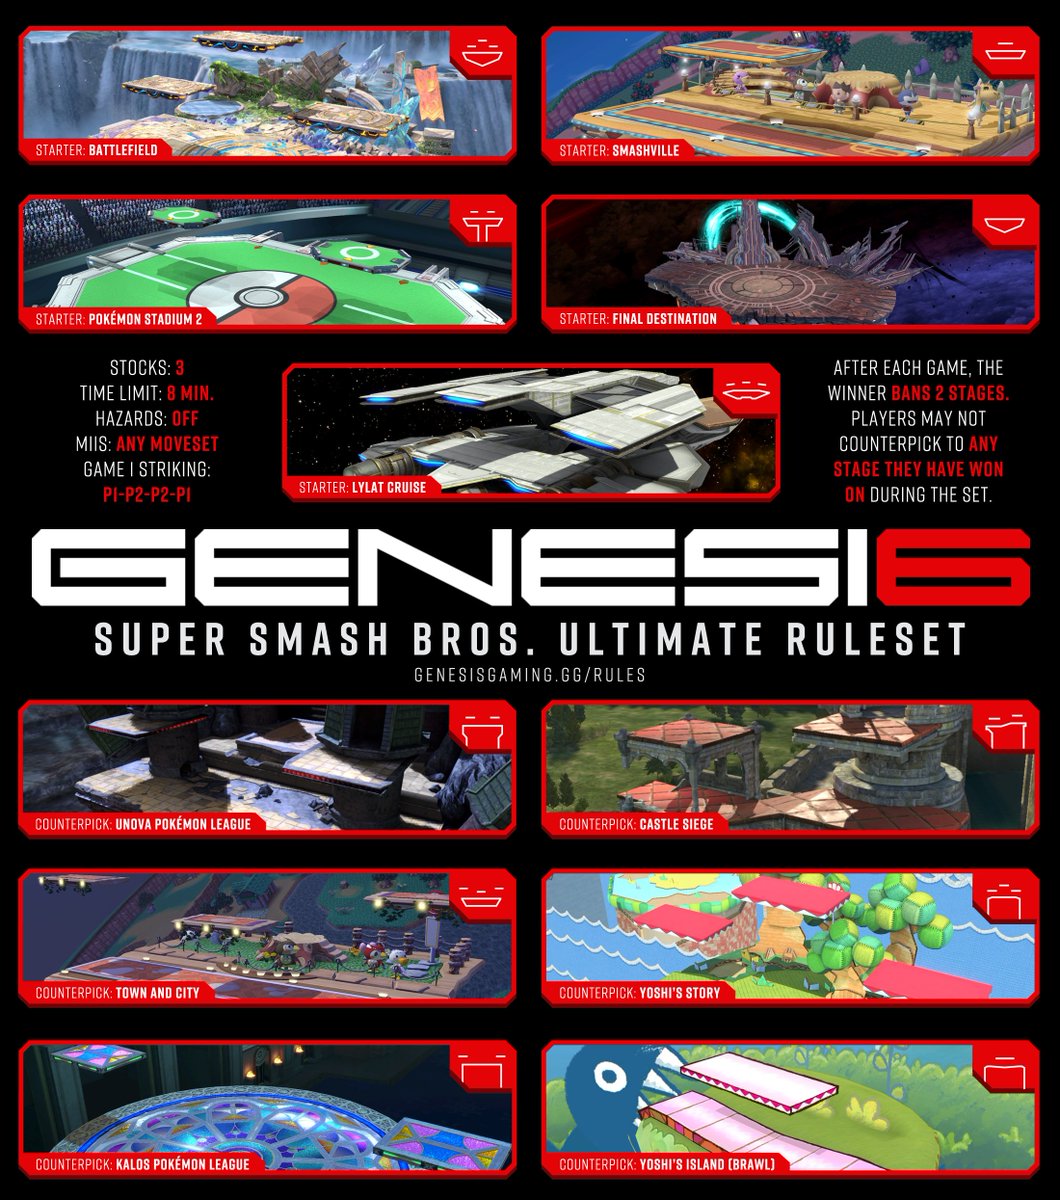 STARTER: BATTLEFIELD
STARTER: SMASHVILLE
STARTER: POKÉMON STADIUM 2
STARTER: FINAL DESTINATION
STOCKS: 3
TIME LIMIT: 8 MIN.
HAZARDS: OFF
MIIS: ANY MOVESET
GAME 1 STRIKING:
P1-P2-P2-P1
STARTER: LYLAT CRUISE
AFTER EACH GAME, THE
WINNER BANS 2 STAGES.
PLAYERS MAY NOT
COUNTERPICK TO ANY
STAGE THEY HAVE WON
ON DURING THE SET.
GENESI6
SUPER SMASH BROS. ULTIMATE RULESET
GENESISGAMING.GG/RULES
COUNTERPICK: UNOVA POKÉMON LEAGUE
COUNTERPICK: CASTLE SIEGE
COUNTERPICK: TOWN AND CITY
COUNTERPICK: YOSHI'S STORY
COUNTERPICK: KALOS POKÉMON LEAGUE
COUNTERPICK: YOSHI'S ISLAND (BRAWL)